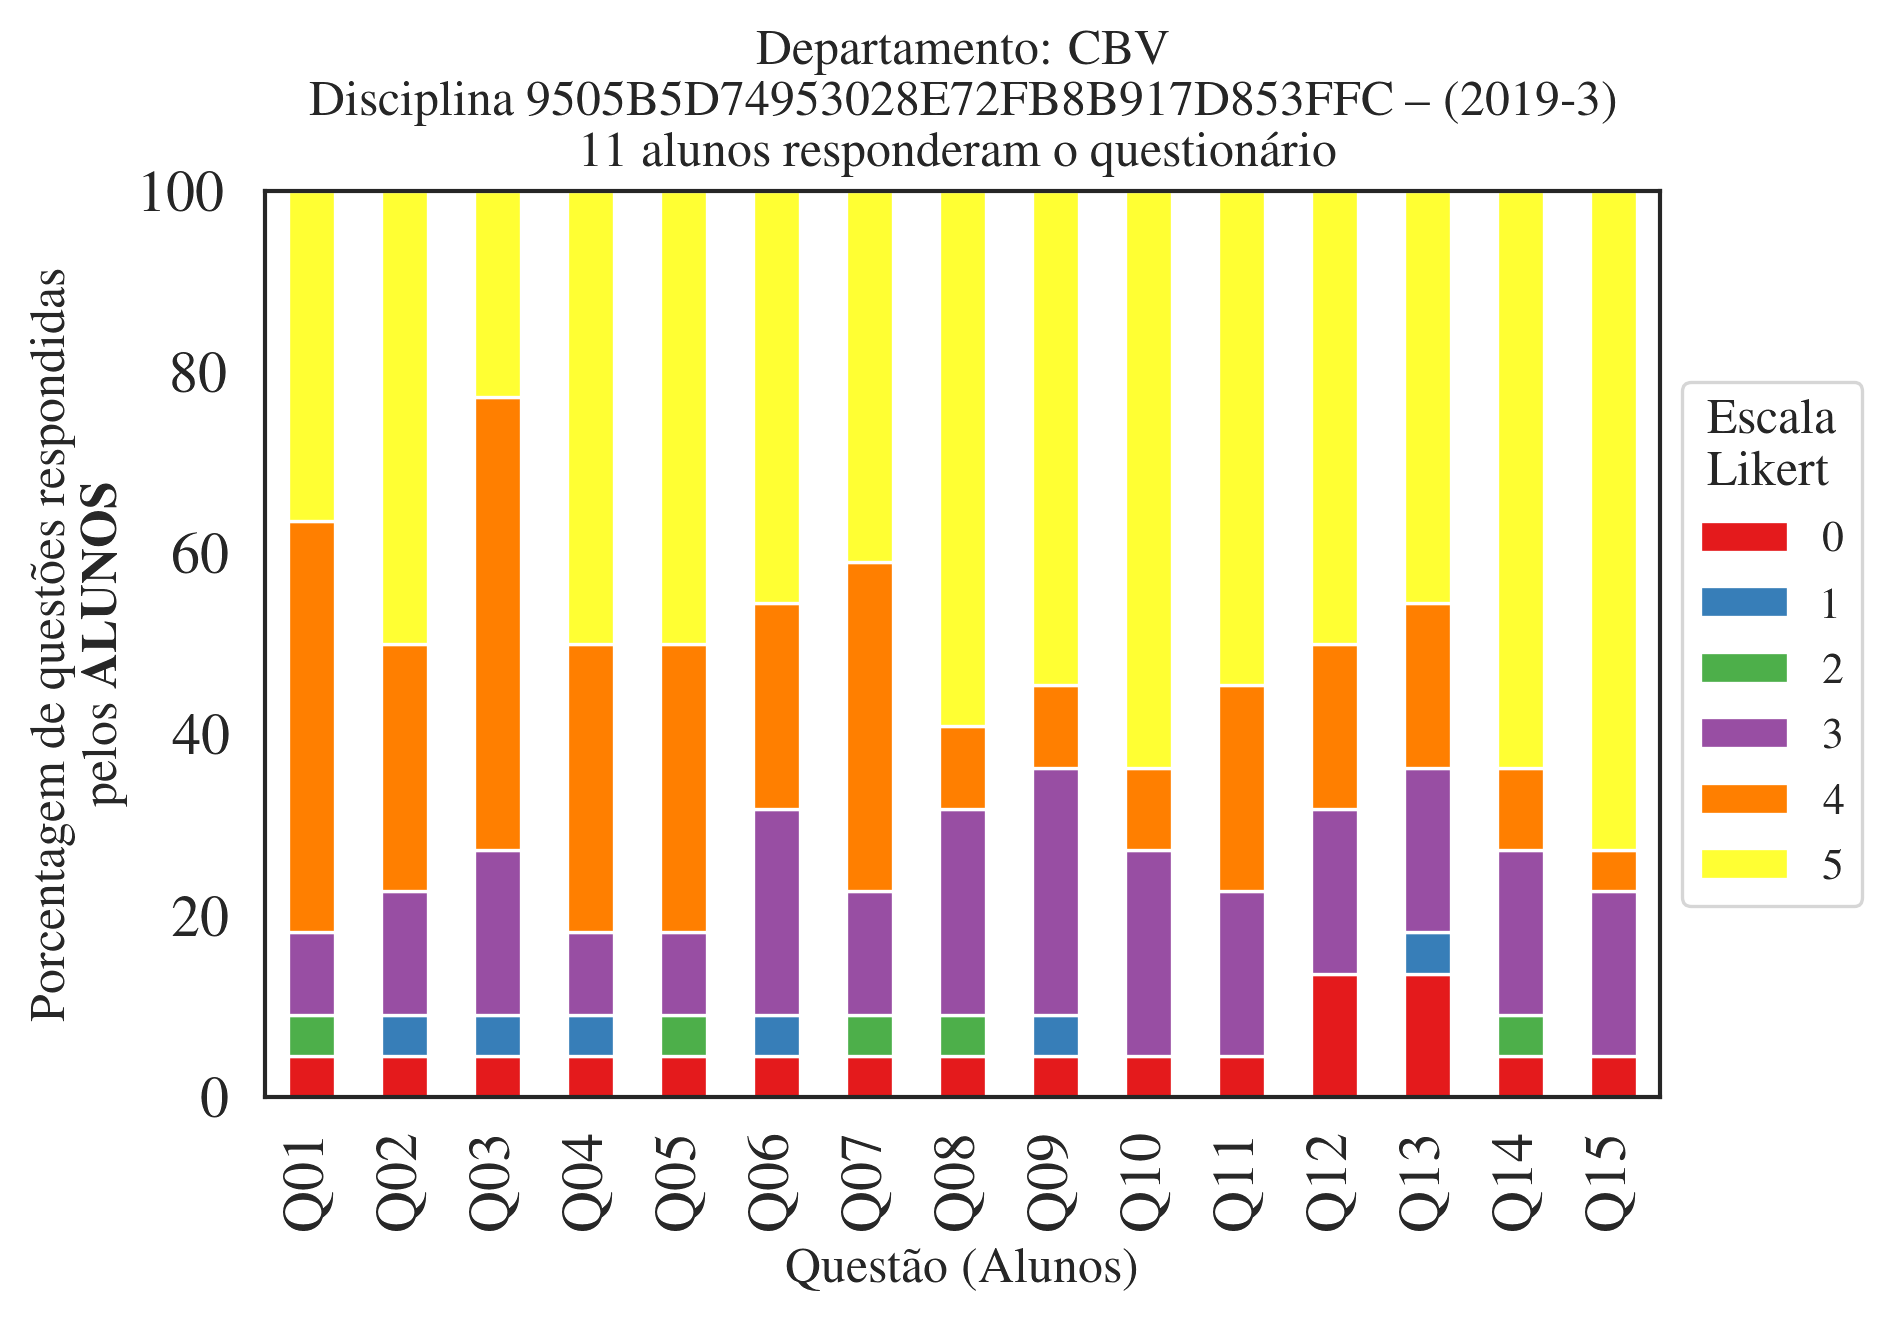 Departamento: CBV
Disciplina 9505B5D74953028E72FB8B917D853FFC – (2019-3)
11 alunos responderam o questionário
100
80
60
40
20
0
Porcentagem de questões respondidas
pelos ALUNOS
Q01
Q02
Q03
Q04
Q05
Q06
Q07
Q08
Q09
Q10
Q11
Q12
Q13
Q14
Q15
Questão (Alunos)
Escala
Likert
0
1
2
3
4
5